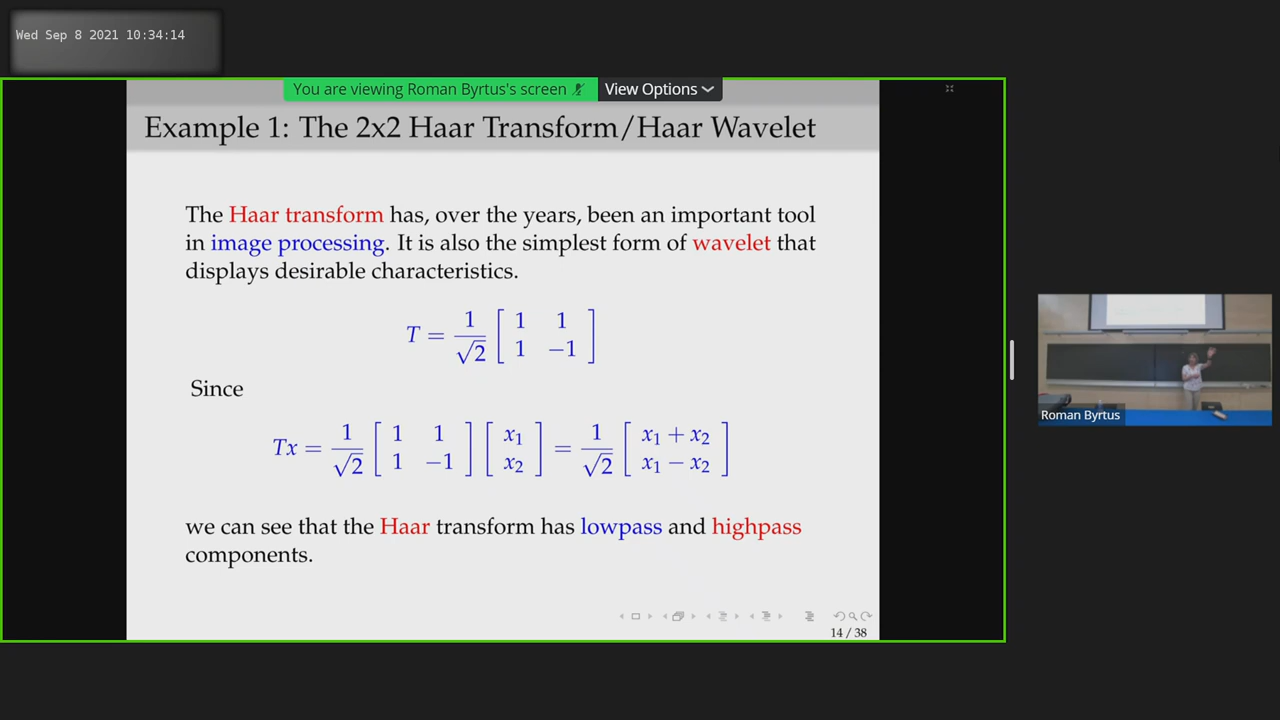 Wed Sep 8 2021 10:34:14
You are viewing Roman Byrtus's screen View Options
Example 1: The 2x2 Haar Transform/Haar Wavelet
The Haar transform has, over the years, been an important tool
in image processing. It is also the simplest form of wavelet that
displays desirable characteristics.
T = 1/√2 [ 1 1 ; 1 −1 ]
Since
Tx = 1/√2 [ 1 1 ; 1 −1 ] [ x₁ ; x₂ ] = 1/√2 [ x₁ + x₂ ; x₁ − x₂ ]
we can see that the Haar transform has lowpass and highpass
components.
14 / 38
Roman Byrtus